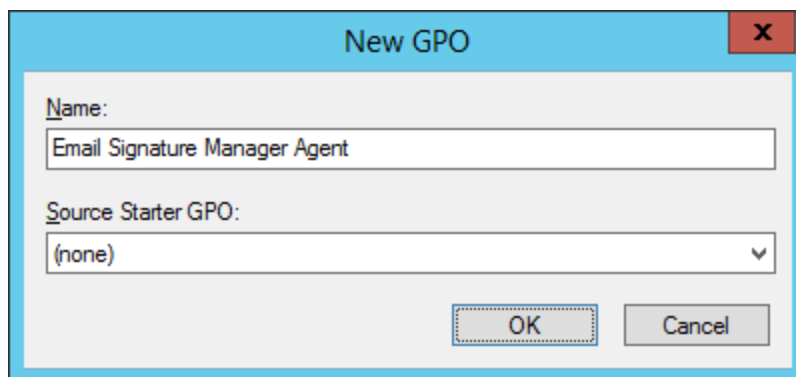 New GPO
x
Name:
Email Signature Manager Agent
Source Starter GPO:
(none)
OK Cancel